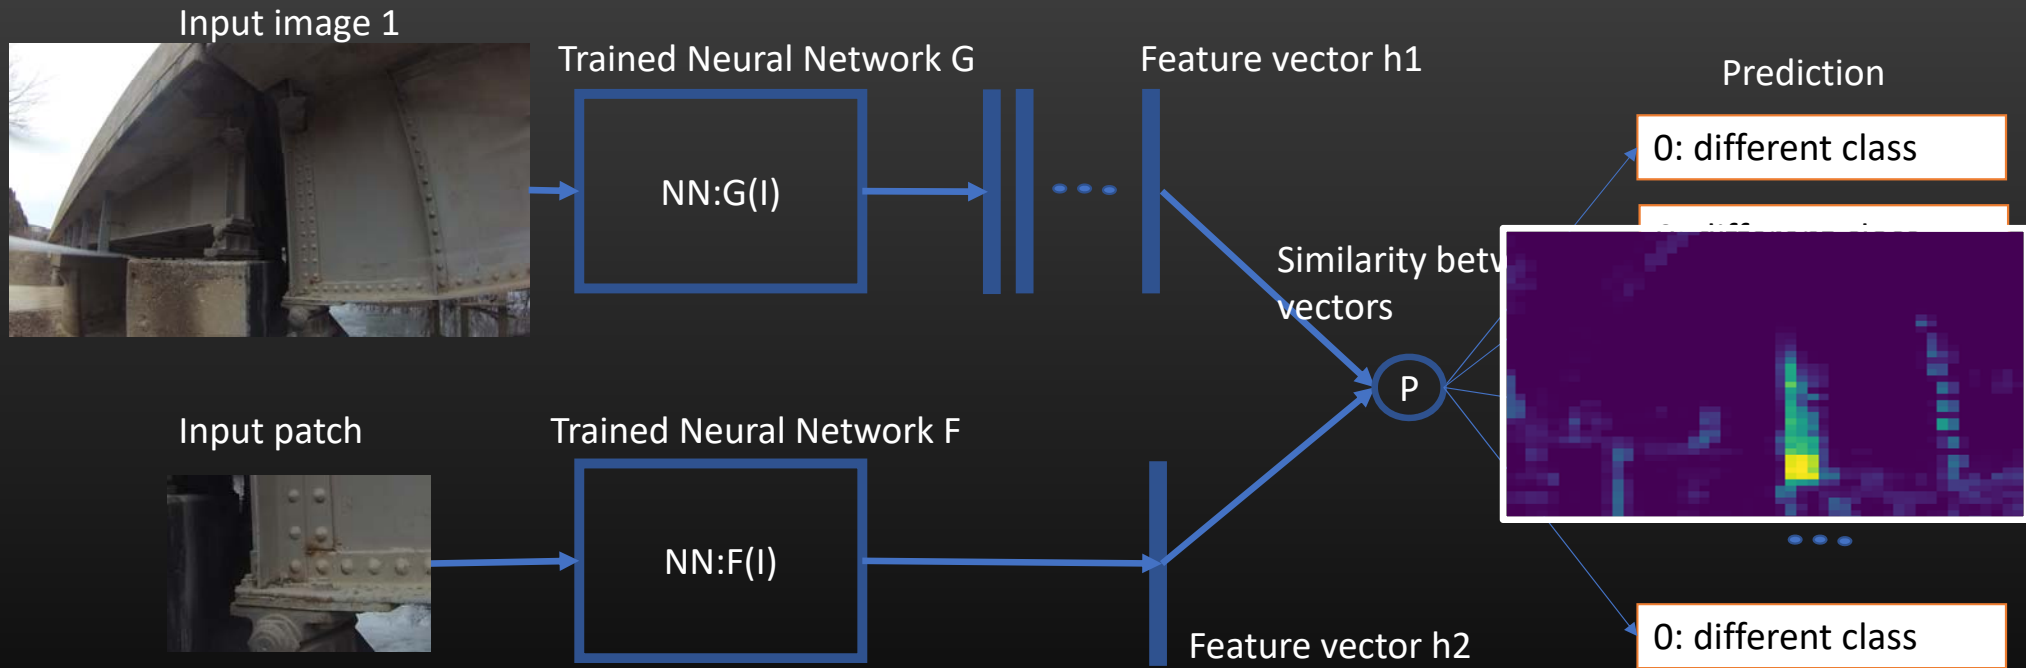 Input image 1
Trained Neural Network G
Feature vector h1
Prediction
0: different class
NN:G(I)
Similarity
vectors
P
Input patch
Trained Neural Network F
NN:F(I)
0: different class
Feature vector h2